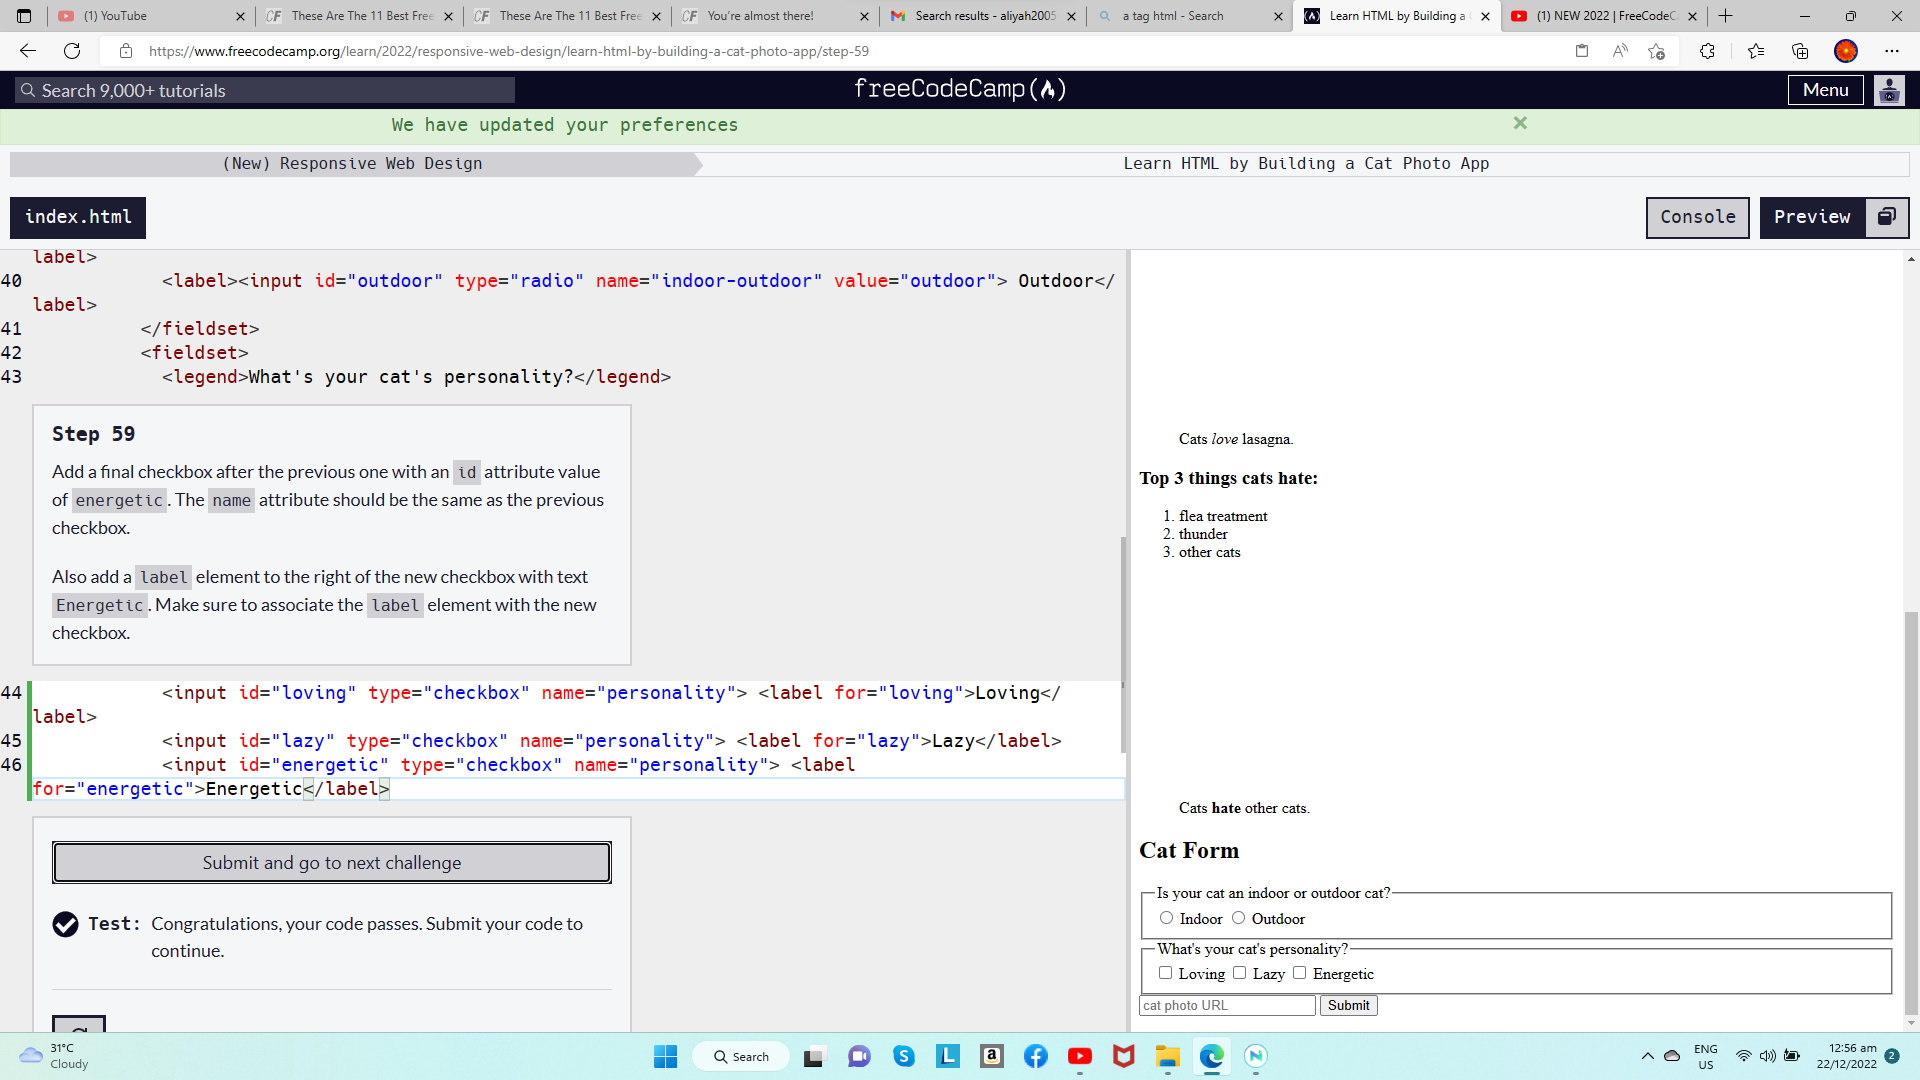 (1) YouTube
These Are The 11 Best Free
These Are The 11 Best Free
You're almost there!
Search results - aliyah2005
a tag html - Search
Learn HTML by Building a
(1) NEW 2022 | FreeCodeC
https://www.freecodecamp.org/learn/2022/responsive-web-design/learn-html-by-building-a-cat-photo-app/step-59
Search 9,000+ tutorials
freeCodeCamp
Menu
We have updated your preferences
(New) Responsive Web Design
Learn HTML by Building a Cat Photo App
index.html
Console
Preview
label>
40 <label><input id="outdoor" type="radio" name="indoor-outdoor" value="outdoor"> Outdoor</
label>
41 </fieldset>
42 <fieldset>
43 <legend>What's your cat's personality?</legend>
Step 59
Add a final checkbox after the previous one with an id attribute value
of energetic. The name attribute should be the same as the previous
checkbox.
Also add a label element to the right of the new checkbox with text
Energetic. Make sure to associate the label element with the new
checkbox.
44 <input id="loving" type="checkbox" name="personality"> <label for="loving">Loving</
label>
45 <input id="lazy" type="checkbox" name="personality"> <label for="lazy">Lazy</label>
46 <input id="energetic" type="checkbox" name="personality"> <label
for="energetic">Energetic</label>
Submit and go to next challenge
Test: Congratulations, your code passes. Submit your code to
continue.
Cats love lasagna.
Top 3 things cats hate:
1. flea treatment
2. thunder
3. other cats
Cats hate other cats.
Cat Form
Is your cat an indoor or outdoor cat?
Indoor Outdoor
What's your cat's personality?
Loving Lazy Energetic
cat photo URL Submit
31°C
Cloudy
Search
ENG
US
12:56 am
22/12/2022
2